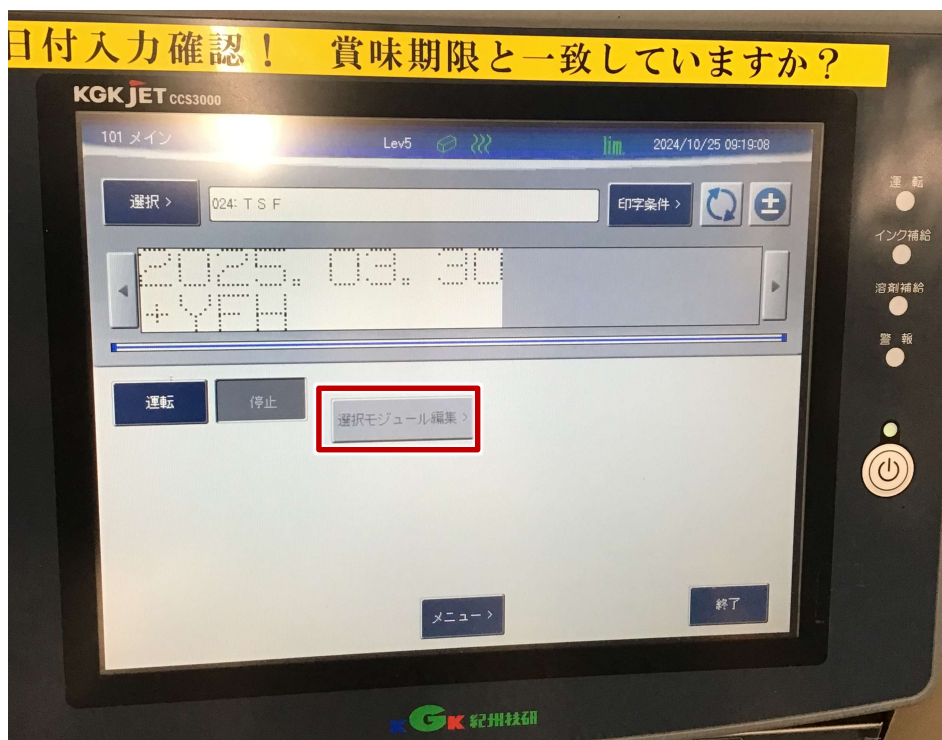 日付入力確認! 賞味期限と一致していますか?
KGK JET CCS3000
101 メイン Lev5 lim. 2024/10/25 09:19:08
選択 > 024: TSF 印字条件 >
2025. 03. 30
+YFH
運転 停止 選択モジュール編集 >
メニュー > 終了
運転
インク補給
溶剤補給
警報
KGK 紀州技研